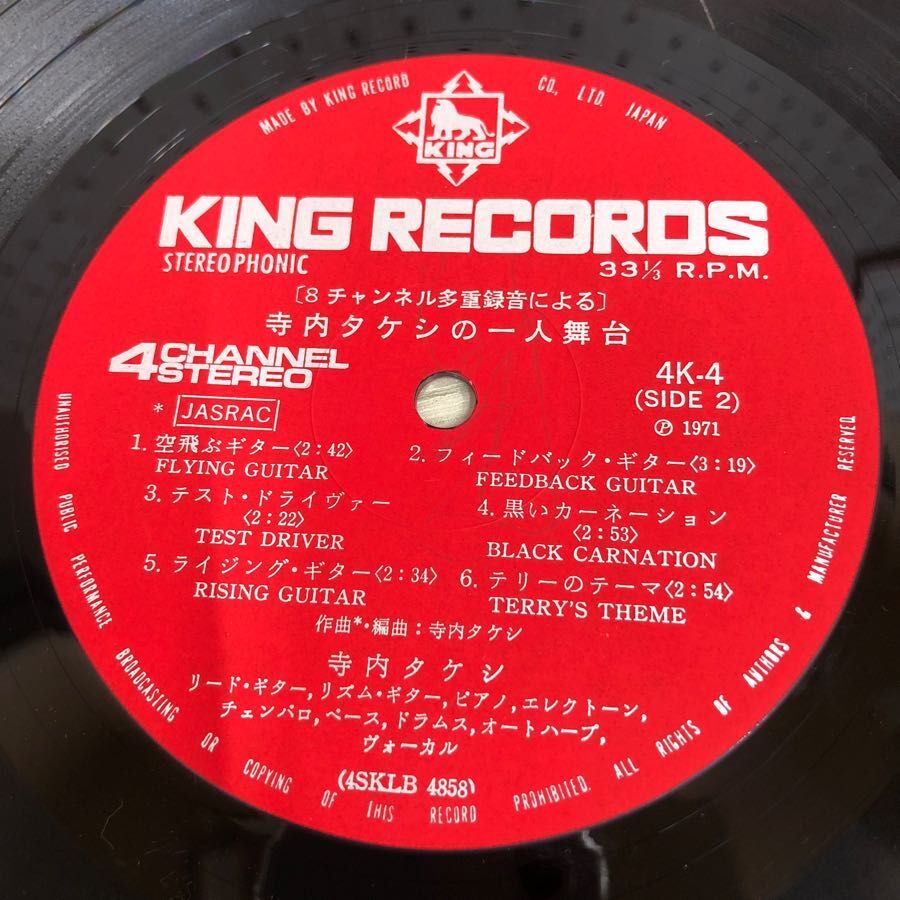 MADE BY KING RECORD CO., LTD. JAPAN
KING
KING RECORDS
STEREOPHONIC
33 1/3 R.P.M.
〔8 チャンネル多重録音による〕
寺内タケシの一人舞台
4 CHANNEL STEREO
4K-4
(SIDE 2)
* JASRAC
Ⓟ 1971
1. 空飛ぶギター〈2:42〉
FLYING GUITAR
2. フィードバック・ギター〈3:19〉
FEEDBACK GUITAR
3. テスト・ドライヴァー
〈2:22〉
TEST DRIVER
4. 黒いカーネーション
〈2:53〉
BLACK CARNATION
5. ライジング・ギター〈2:34〉
RISING GUITAR
6. テリーのテーマ〈2:54〉
TERRY'S THEME
作曲*・編曲:寺内タケシ
寺内タケシ
リード・ギター, リズム・ギター, ピアノ, エレクトーン,
チェンバロ, ベース, ドラムス, オートハープ,
ヴォーカル
(4SKLB 4858)
UNAUTHORISED PUBLIC PERFORMANCE BROADCASTING OR COPYING OF THIS RECORD PROHIBITED. ALL RIGHTS OF AUTHORS & MANUFACTURER RESERVED.